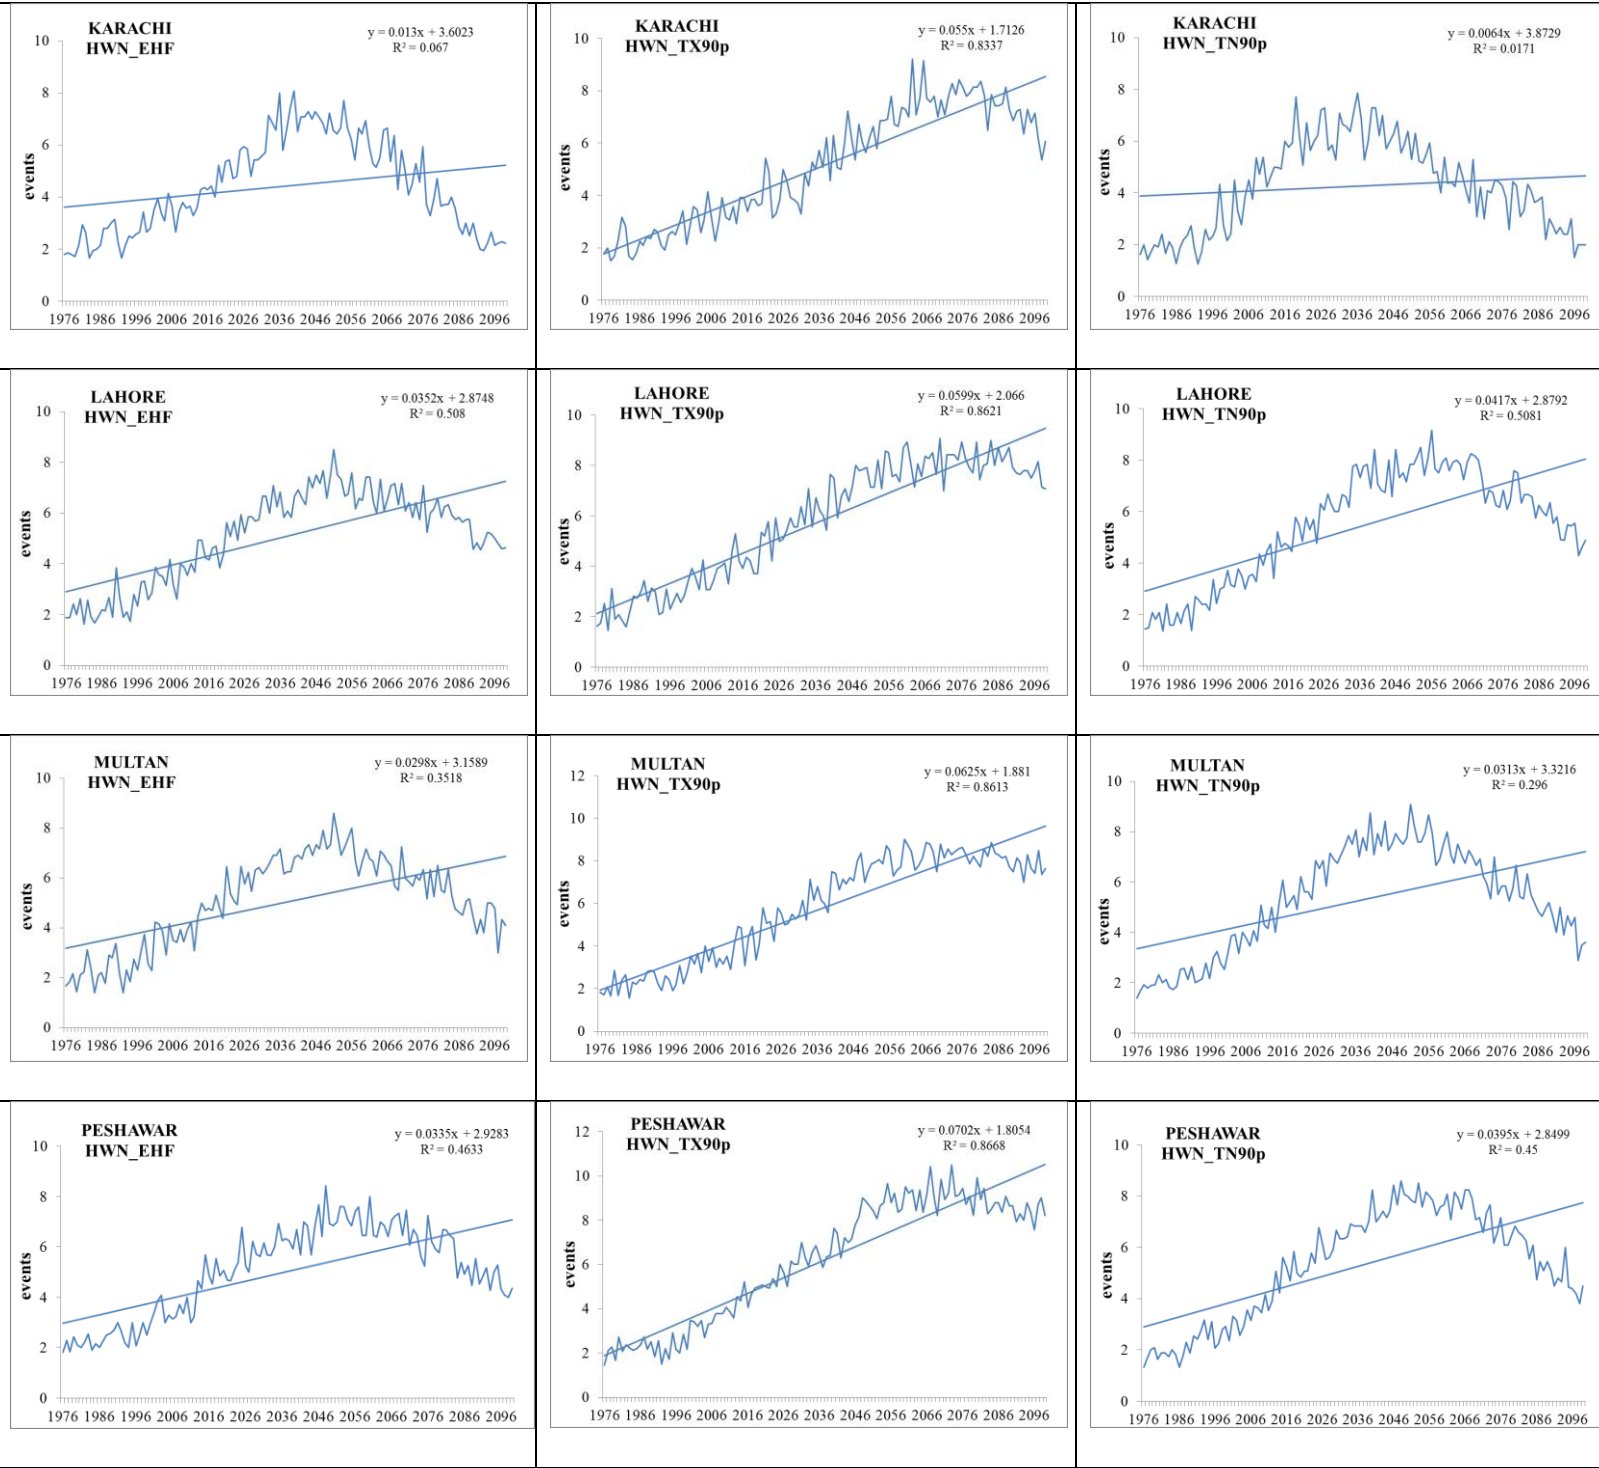 KARACHI
HWN_EHF
y = 0.013x + 3.6023
R² = 0.067
events
10
8
6
4
2
0
1976 1986 1996 2006 2016 2026 2036 2046 2056 2066 2076 2086 2096
KARACHI
HWN_TX90p
y = 0.055x + 1.7126
R² = 0.8337
events
10
8
6
4
2
0
1976 1986 1996 2006 2016 2026 2036 2046 2056 2066 2076 2086 2096
KARACHI
HWN_TN90p
y = 0.0064x + 3.8729
R² = 0.0171
events
10
8
6
4
2
0
1976 1986 1996 2006 2016 2026 2036 2046 2056 2066 2076 2086 2096
LAHORE
HWN_EHF
y = 0.0352x + 2.8748
R² = 0.508
events
10
8
6
4
2
0
1976 1986 1996 2006 2016 2026 2036 2046 2056 2066 2076 2086 2096
LAHORE
HWN_TX90p
y = 0.0599x + 2.066
R² = 0.8621
events
10
8
6
4
2
0
1976 1986 1996 2006 2016 2026 2036 2046 2056 2066 2076 2086 2096
LAHORE
HWN_TN90p
y = 0.0417x + 2.8792
R² = 0.5081
events
10
8
6
4
2
0
1976 1986 1996 2006 2016 2026 2036 2046 2056 2066 2076 2086 2096
MULTAN
HWN_EHF
y = 0.0298x + 3.1589
R² = 0.3518
events
10
8
6
4
2
0
1976 1986 1996 2006 2016 2026 2036 2046 2056 2066 2076 2086 2096
MULTAN
HWN_TX90p
y = 0.0625x + 1.881
R² = 0.8613
events
12
10
8
6
4
2
0
1976 1986 1996 2006 2016 2026 2036 2046 2056 2066 2076 2086 2096
MULTAN
HWN_TN90p
y = 0.0313x + 3.3216
R² = 0.296
events
10
8
6
4
2
0
1976 1986 1996 2006 2016 2026 2036 2046 2056 2066 2076 2086 2096
PESHAWAR
HWN_EHF
y = 0.0335x + 2.9283
R² = 0.4633
events
10
8
6
4
2
0
1976 1986 1996 2006 2016 2026 2036 2046 2056 2066 2076 2086 2096
PESHAWAR
HWN_TX90p
y = 0.0702x + 1.8054
R² = 0.8668
events
12
10
8
6
4
2
0
1976 1986 1996 2006 2016 2026 2036 2046 2056 2066 2076 2086 2096
PESHAWAR
HWN_TN90p
y = 0.0395x + 2.8499
R² = 0.45
events
10
8
6
4
2
0
1976 1986 1996 2006 2016 2026 2036 2046 2056 2066 2076 2086 2096